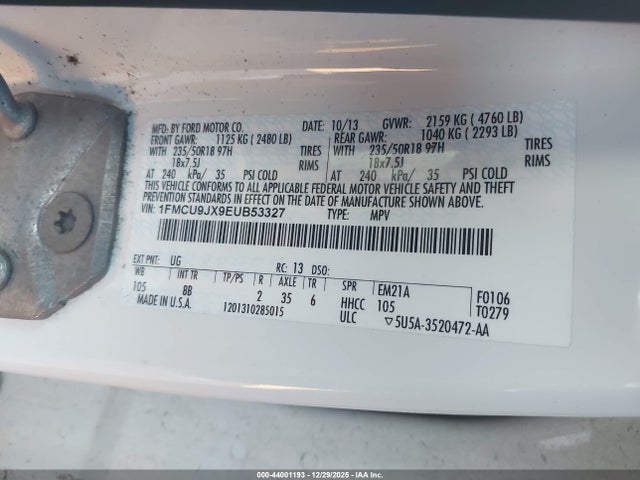 MFD. BY FORD MOTOR CO. DATE: 10/13 GVWR: 2159 KG ( 4760 LB)
FRONT GAWR: 1125 KG ( 2480 LB) REAR GAWR: 1040 KG ( 2293 LB)
WITH 235/50R18 97H TIRES WITH 235/50R18 97H TIRES
18x7.5J RIMS 18x7.5J RIMS
AT 240 kPa/ 35 PSI COLD AT 240 kPa/ 35 PSI COLD
THIS VEHICLE CONFORMS TO ALL APPLICABLE FEDERAL MOTOR VEHICLE SAFETY AND THEFT
PREVENTION STANDARDS IN EFFECT ON THE DATE OF MANUFACTURE SHOWN ABOVE.
VIN: 1FMCU9JX9EUB53327 TYPE: MPV
EXT PNT: UG RC: 13 DSO:
WB INT TR TP/PS R AXLE TR SPR EM21A F0106
105 BB 2 35 6 HHCC 105 T0279
MADE IN U.S.A. 1201310285015 ULC ▽5U5A-3520472-AA
000-44001193 - 12/29/2025 - IAA Inc.